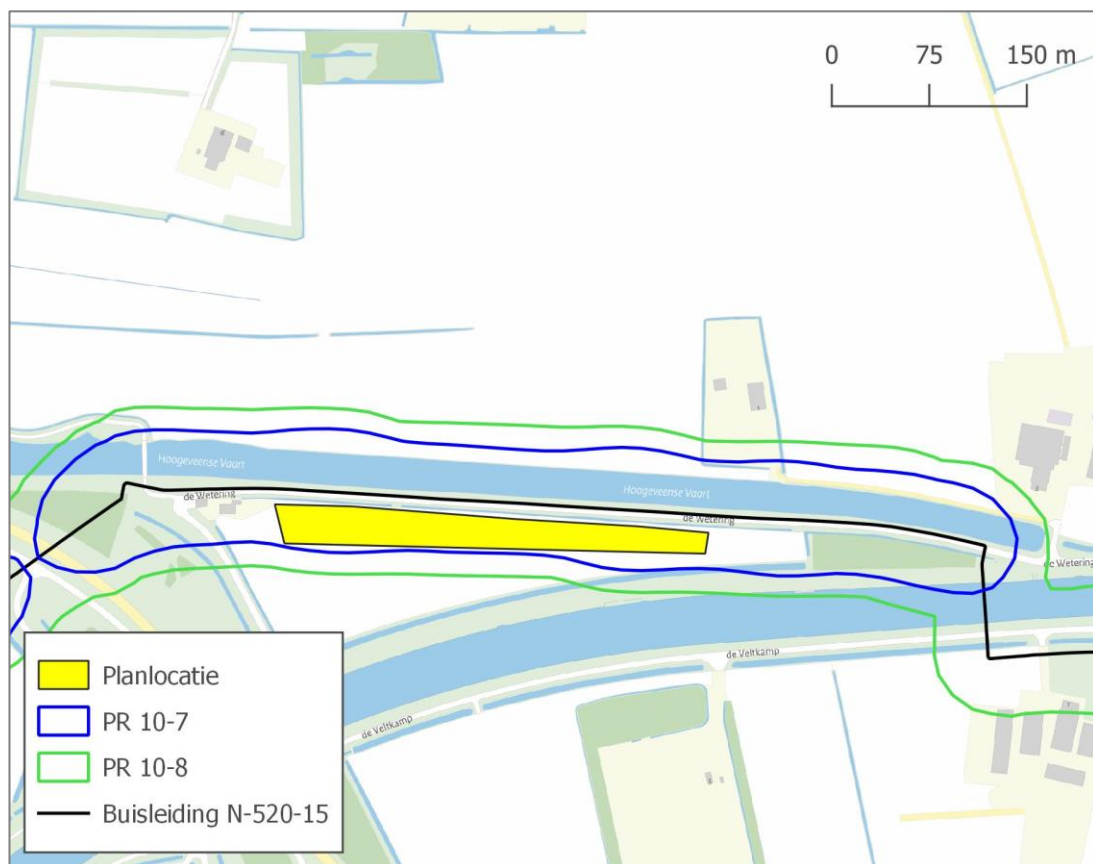 0 75 150 m
Hoogeveense Vaart
Hoogeveense Vaart
de Wetering
de Wetering
de Wetering
de Veltkamp
de Veltkamp
Planlocatie
PR 10-7
PR 10-8
Buisleiding N-520-15